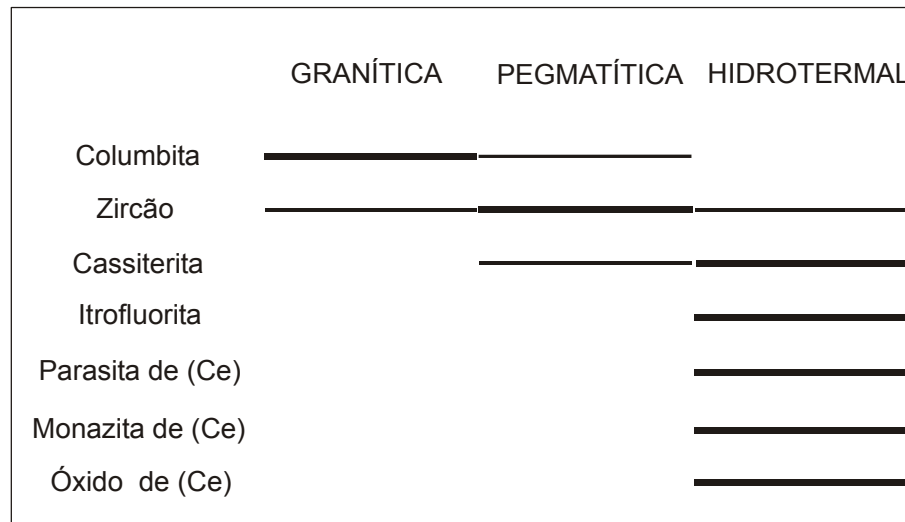 GRANÍTICA PEGMATÍTICA HIDROTERMAL
Columbita
Zircão
Cassiterita
Itrofluorita
Parasita de (Ce)
Monazita de (Ce)
Óxido de (Ce)